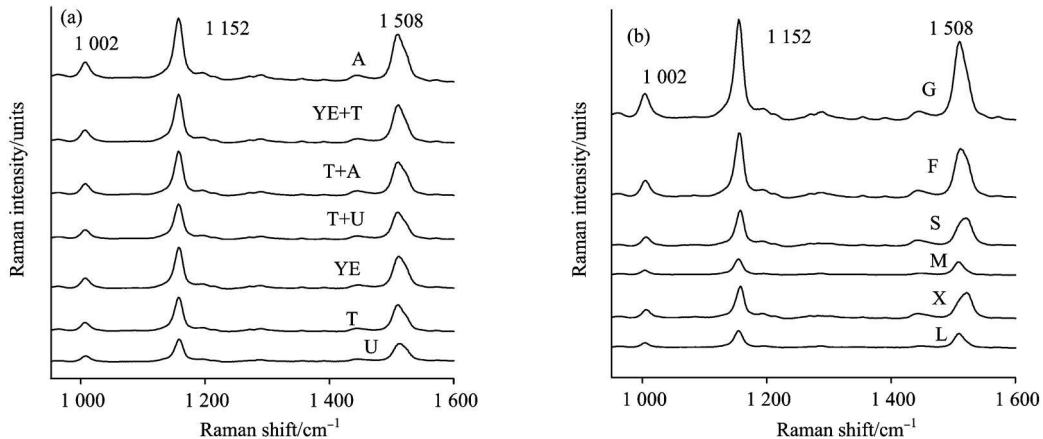 (a)
1 002
1 152
1 508
A
YE+T
T+A
T+U
YE
T
U
Raman intensity/units
1 000
1 200
1 400
1 600
Raman shift/cm⁻¹
(b)
1 002
1 152
1 508
G
F
S
M
X
L
Raman intensity/units
1 000
1 200
1 400
1 600
Raman shift/cm⁻¹